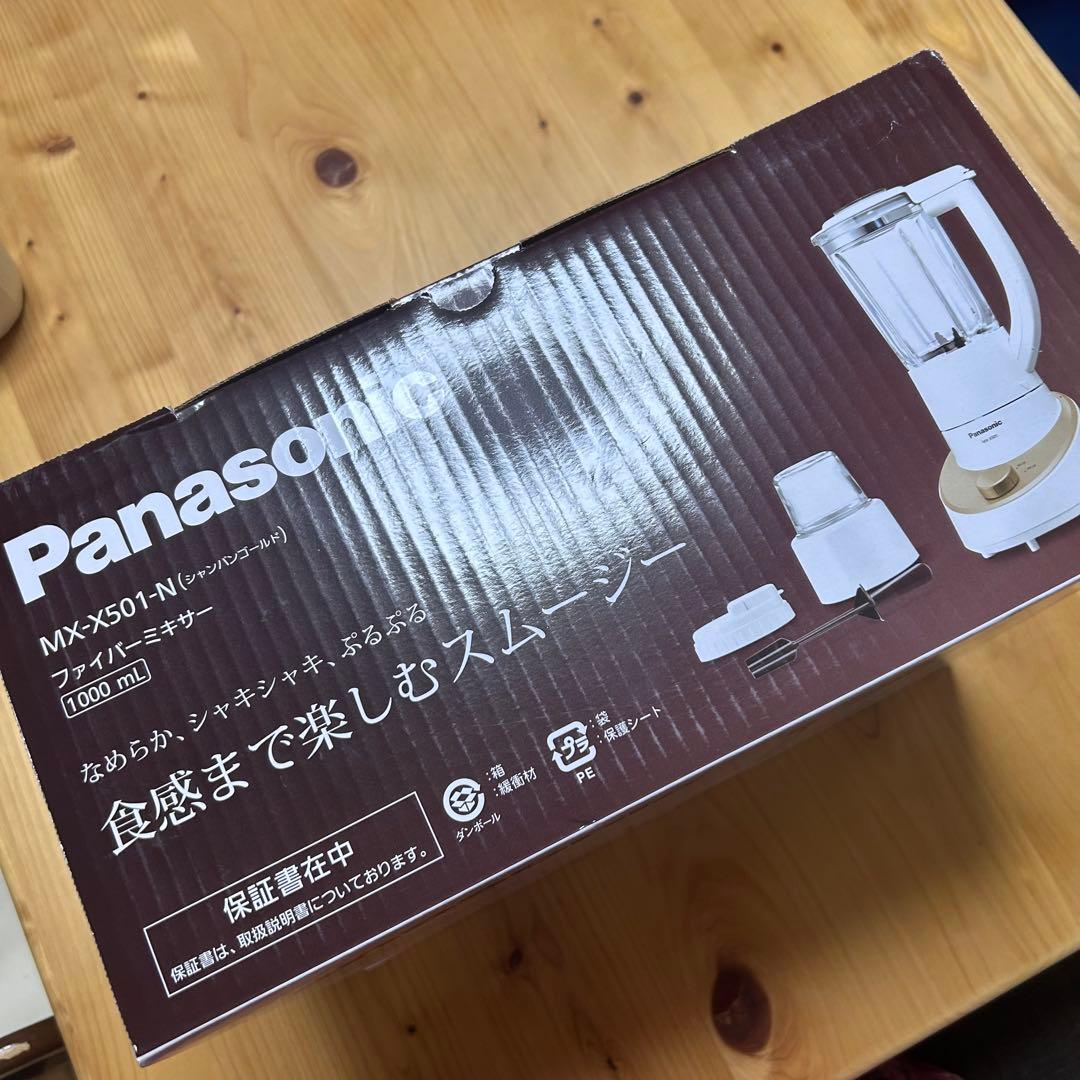 Panasonic
MX-X501-N(シャンパンゴールド)
ファイバーミキサー
1000 mL
なめらか、シャキシャキ、ぷるぷる
食感まで楽しむスムージー
保証書在中
保証書は、取扱説明書についております。
:箱
:緩衝材
ダンボール
プラ
:袋
:保護シート
PE
Panasonic